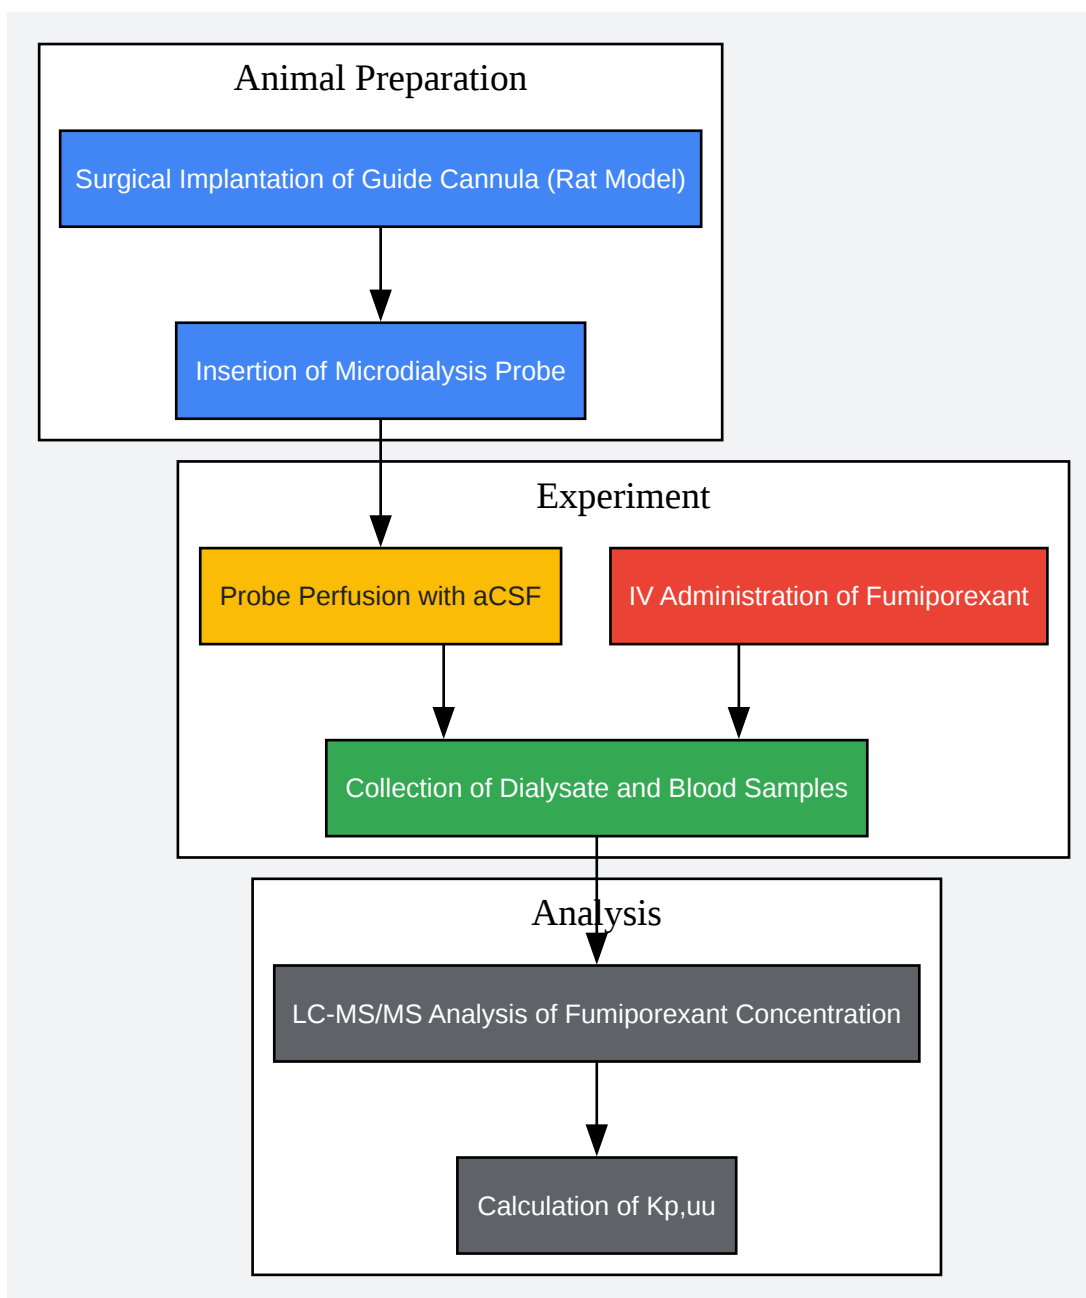 Animal Preparation
Surgical Implantation of Guide Cannula (Rat Model)
Insertion of Microdialysis Probe
Experiment
Probe Perfusion with aCSF
IV Administration of Fumiporexant
Collection of Dialysate and Blood Samples
Analysis
LC-MS/MS Analysis of Fumiporexant Concentration
Calculation of Kp,uu